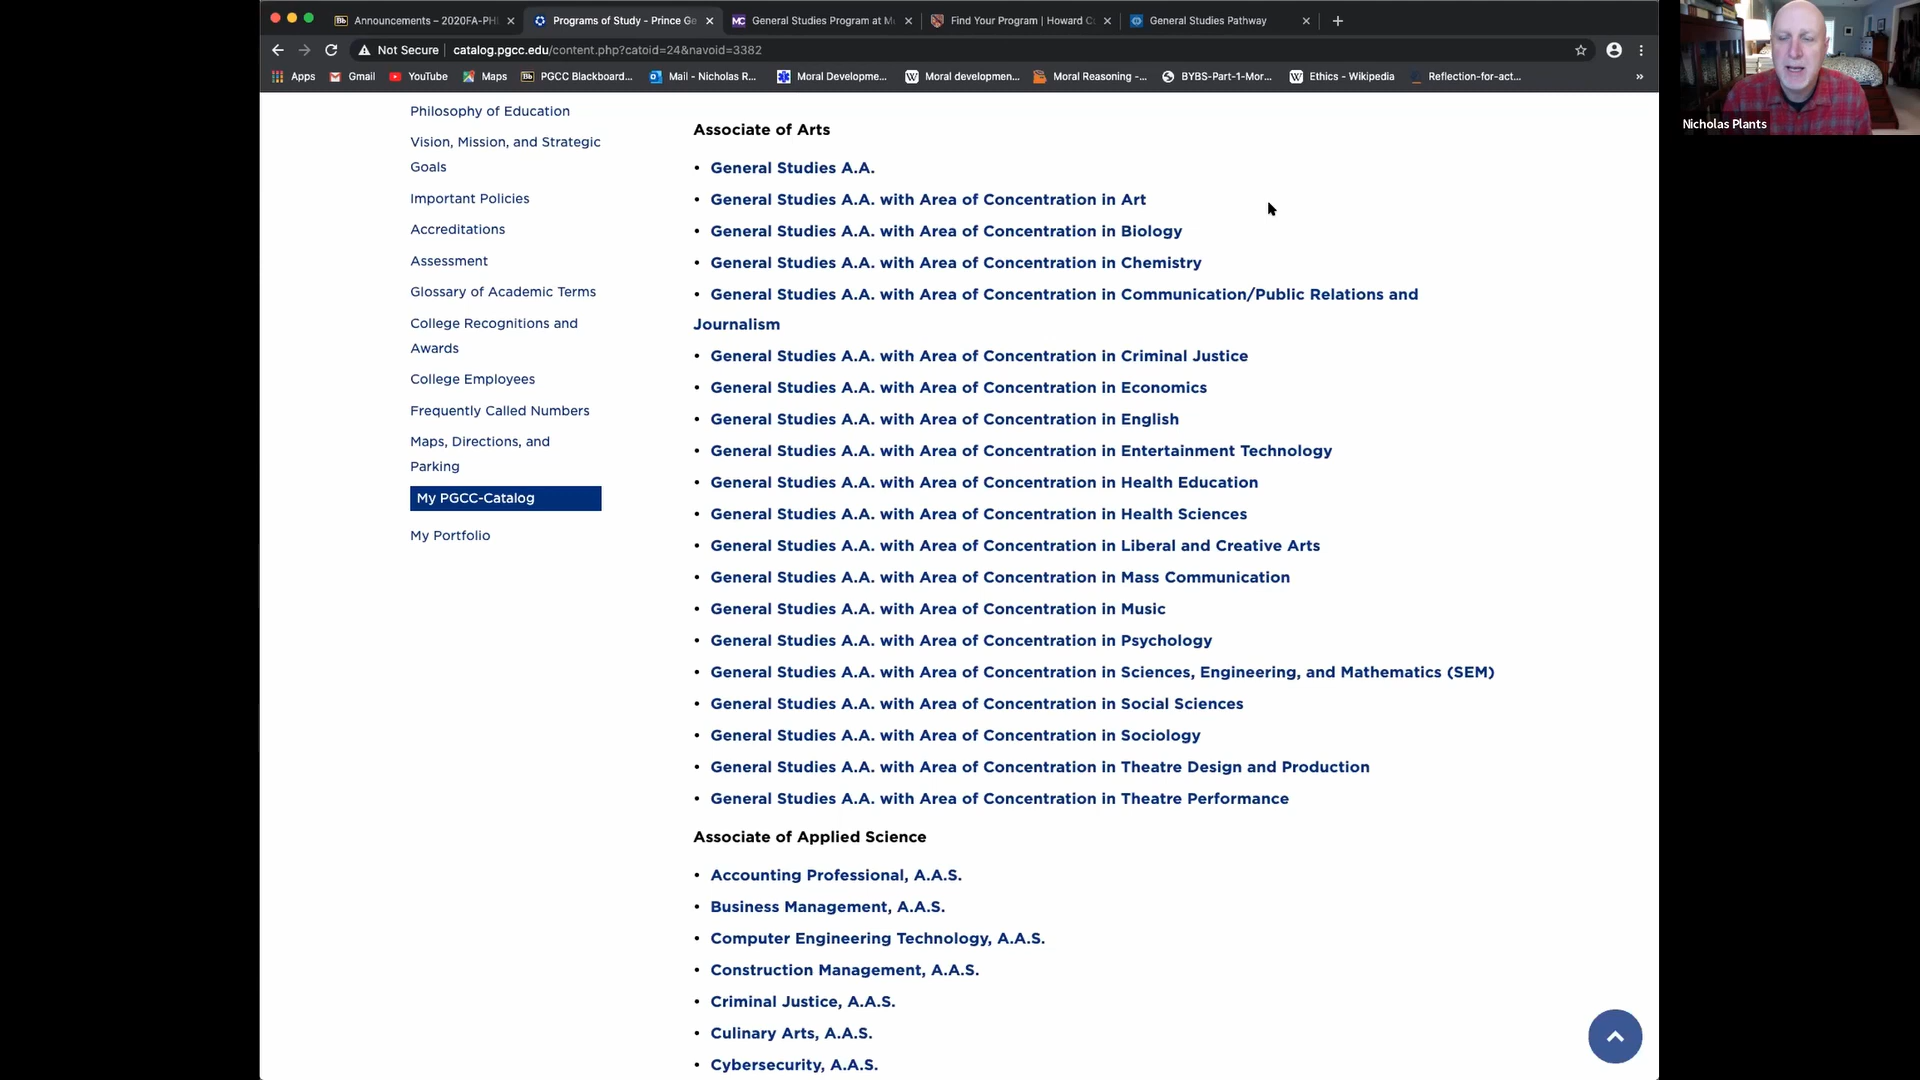 Announcements – 2020FA-PHI
Programs of Study - Prince Ge
General Studies Program at M
Find Your Program | Howard C
General Studies Pathway
Not Secure
catalog.pgcc.edu/content.php?catoid=24&navoid=3382
Apps
Gmail
YouTube
Maps
PGCC Blackboard...
Mail - Nicholas R...
Moral Developme...
Moral developmen...
Moral Reasoning -...
BYBS-Part-1-Mor...
Ethics - Wikipedia
Reflection-for-act...
»
Nicholas Plants
Philosophy of Education
Vision, Mission, and Strategic
Goals
Important Policies
Accreditations
Assessment
Glossary of Academic Terms
College Recognitions and
Awards
College Employees
Frequently Called Numbers
Maps, Directions, and
Parking
My PGCC-Catalog
My Portfolio
Associate of Arts
• General Studies A.A.
• General Studies A.A. with Area of Concentration in Art
• General Studies A.A. with Area of Concentration in Biology
• General Studies A.A. with Area of Concentration in Chemistry
• General Studies A.A. with Area of Concentration in Communication/Public Relations and
Journalism
• General Studies A.A. with Area of Concentration in Criminal Justice
• General Studies A.A. with Area of Concentration in Economics
• General Studies A.A. with Area of Concentration in English
• General Studies A.A. with Area of Concentration in Entertainment Technology
• General Studies A.A. with Area of Concentration in Health Education
• General Studies A.A. with Area of Concentration in Health Sciences
• General Studies A.A. with Area of Concentration in Liberal and Creative Arts
• General Studies A.A. with Area of Concentration in Mass Communication
• General Studies A.A. with Area of Concentration in Music
• General Studies A.A. with Area of Concentration in Psychology
• General Studies A.A. with Area of Concentration in Sciences, Engineering, and Mathematics (SEM)
• General Studies A.A. with Area of Concentration in Social Sciences
• General Studies A.A. with Area of Concentration in Sociology
• General Studies A.A. with Area of Concentration in Theatre Design and Production
• General Studies A.A. with Area of Concentration in Theatre Performance
Associate of Applied Science
• Accounting Professional, A.A.S.
• Business Management, A.A.S.
• Computer Engineering Technology, A.A.S.
• Construction Management, A.A.S.
• Criminal Justice, A.A.S.
• Culinary Arts, A.A.S.
• Cybersecurity, A.A.S.